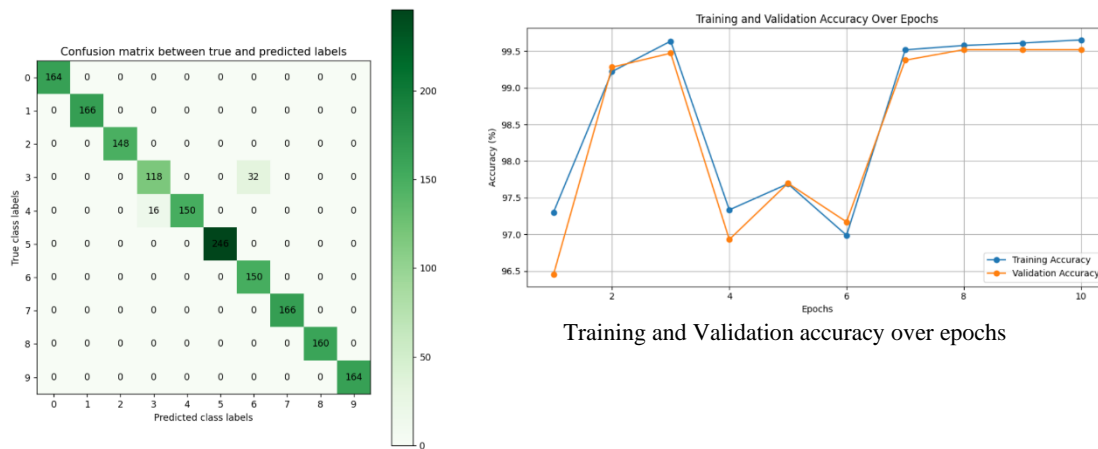 Confusion matrix between true and predicted labels
True class labels
0 164 0 0 0 0 0 0 0 0 0
1 0 166 0 0 0 0 0 0 0 0
2 0 0 148 0 0 0 0 0 0 0
3 0 0 0 118 0 0 32 0 0 0
4 0 0 0 16 150 0 0 0 0 0
5 0 0 0 0 0 246 0 0 0 0
6 0 0 0 0 0 0 150 0 0 0
7 0 0 0 0 0 0 0 166 0 0
8 0 0 0 0 0 0 0 0 160 0
9 0 0 0 0 0 0 0 0 0 164
0 1 2 3 4 5 6 7 8 9
Predicted class labels
200
150
100
50
0
Training and Validation Accuracy Over Epochs
Accuracy (%)
99.5
99.0
98.5
98.0
97.5
97.0
96.5
Training Accuracy
Validation Accuracy
2 4 6 8 10
Epochs
Training and Validation accuracy over epochs